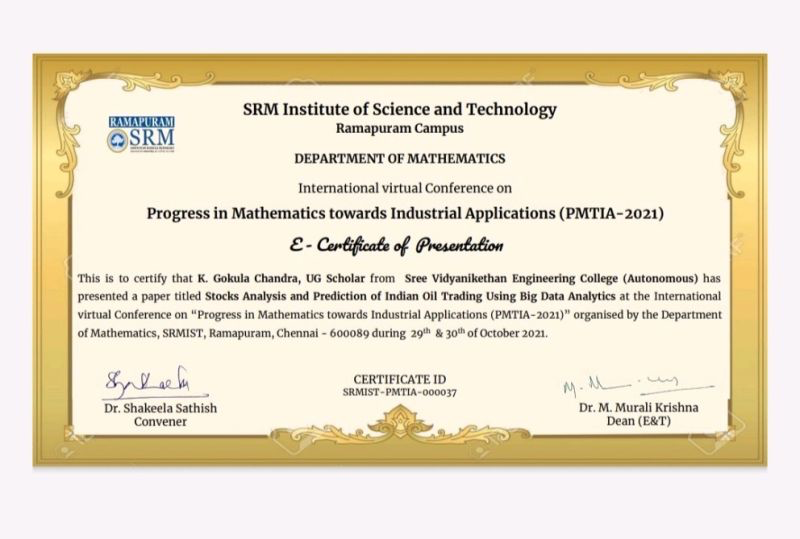 SRM Institute of Science and Technology
Ramapuram Campus
RAMAPURAM
SRM
DEPARTMENT OF MATHEMATICS
International virtual Conference on
Progress in Mathematics towards Industrial Applications (PMTIA-2021)
E - Certificate of Presentation
This is to certify that K. Gokula Chandra, UG Scholar from Sree Vidyanikethan Engineering College (Autonomous) has
presented a paper titled Stocks Analysis and Prediction of Indian Oil Trading Using Big Data Analytics at the International
virtual Conference on “Progress in Mathematics towards Industrial Applications (PMTIA-2021)” organised by the Department
of Mathematics, SRMIST, Ramapuram, Chennai - 600089 during 29th & 30th of October 2021.
CERTIFICATE ID
SRMIST-PMTIA-000037
Dr. Shakeela Sathish
Convener
Dr. M. Murali Krishna
Dean (E&T)